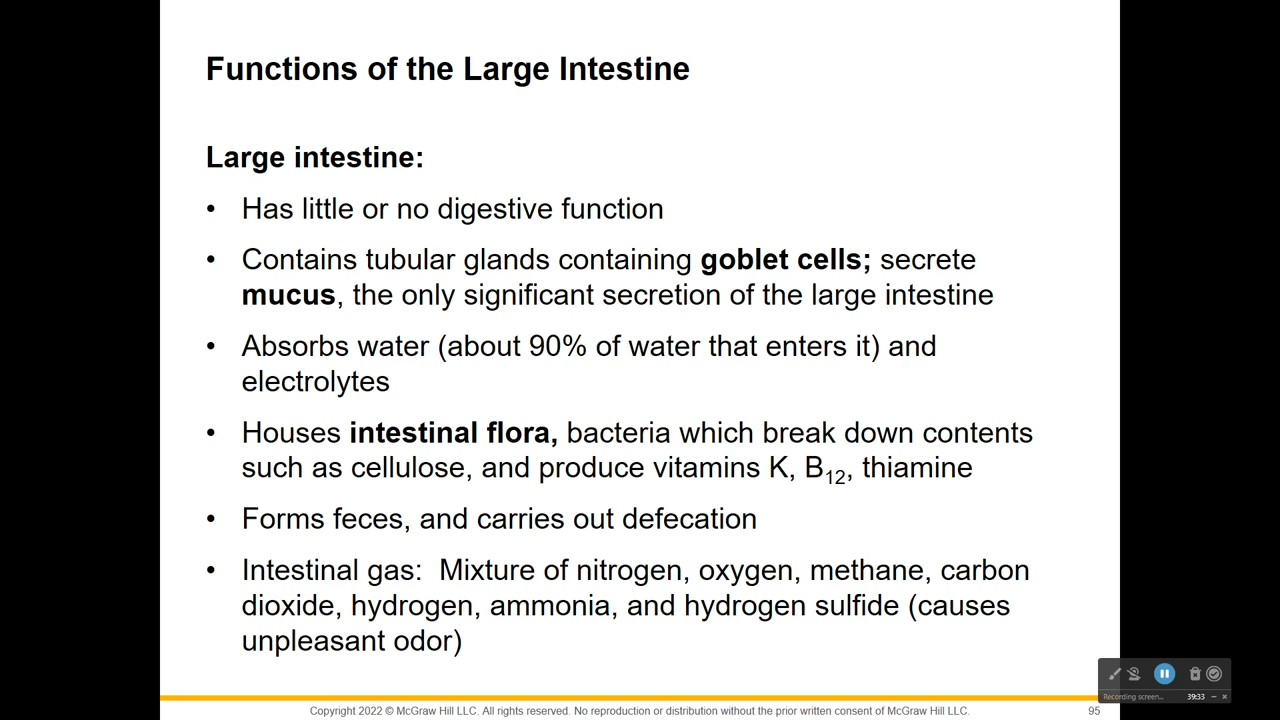 Functions of the Large Intestine
Large intestine:
• Has little or no digestive function
• Contains tubular glands containing goblet cells; secrete
mucus, the only significant secretion of the large intestine
• Absorbs water (about 90% of water that enters it) and
electrolytes
• Houses intestinal flora, bacteria which break down contents
such as cellulose, and produce vitamins K, B12, thiamine
• Forms feces, and carries out defecation
• Intestinal gas: Mixture of nitrogen, oxygen, methane, carbon
dioxide, hydrogen, ammonia, and hydrogen sulfide (causes
unpleasant odor)
Recording screen... 39:33
Copyright 2022 © McGraw Hill LLC. All rights reserved. No reproduction or distribution without the prior written consent of McGraw Hill LLC. 95